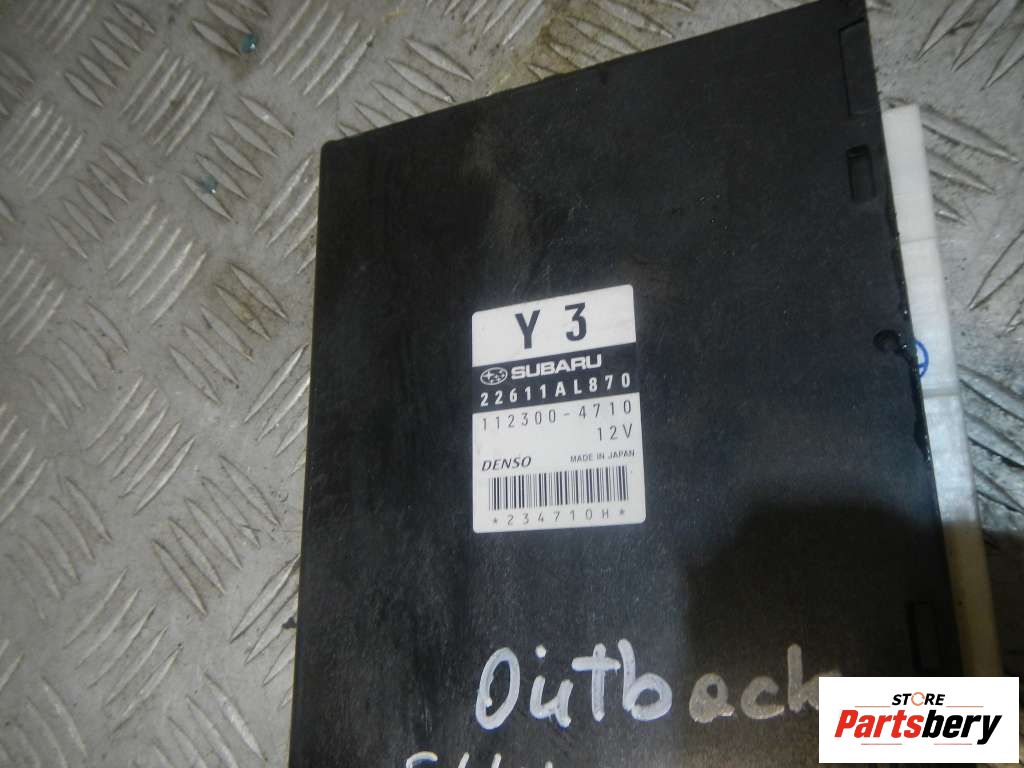 Y 3
SUBARU
22611AL870
112300-4710
12V
DENSO MADE IN JAPAN
*234710H*
Outback
STORE
Partsbery